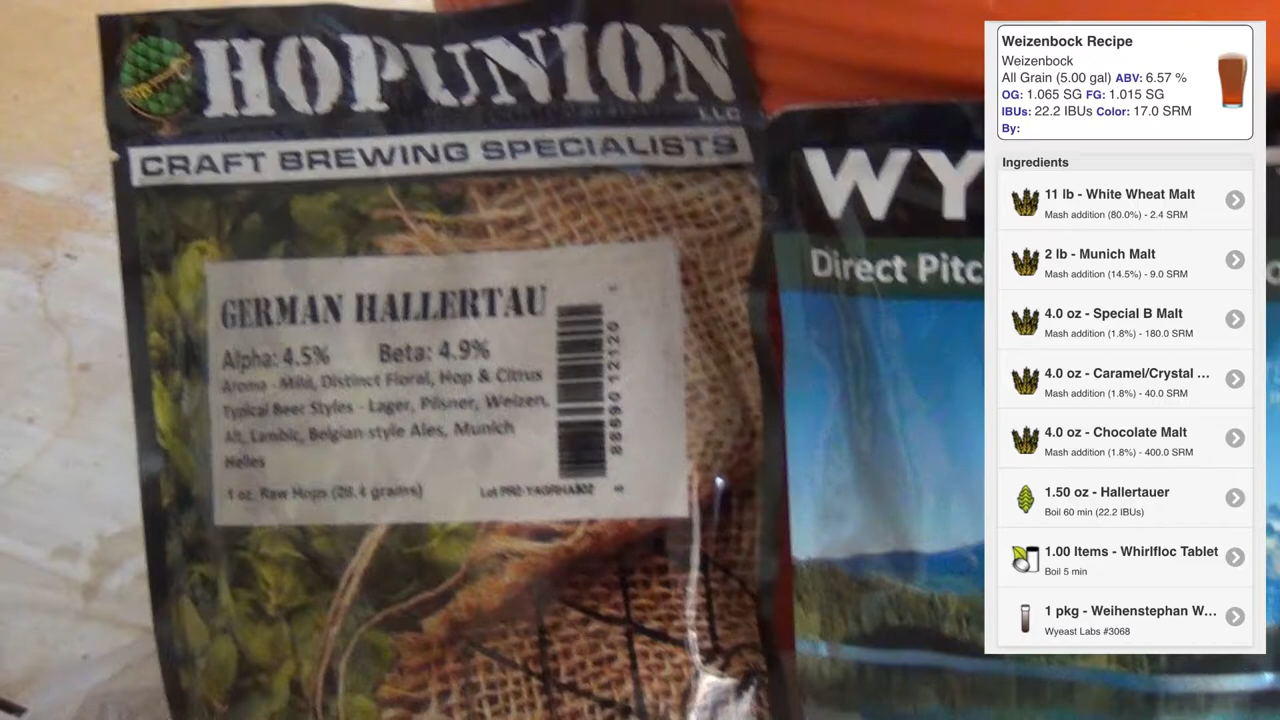 HOPUNION
LLC
CRAFT BREWING SPECIALISTS
GERMAN HALLERTAU
Alpha: 4.5% Beta: 4.9%
Aroma - Mild, Distinct Floral, Hop & Citrus
Typical Beer Styles - Lager, Pilsner, Weizen,
Alt, Lambic, Belgian-style Ales, Munich
Helles
1 oz. Raw Hops (28.4 grams)
Lot
88690 12120
WY
Direct Pitc
Weizenbock Recipe
Weizenbock
All Grain (5.00 gal) ABV: 6.57 %
OG: 1.065 SG FG: 1.015 SG
IBUs: 22.2 IBUs Color: 17.0 SRM
By:
Ingredients
11 lb - White Wheat Malt
Mash addition (80.0%) - 2.4 SRM
2 lb - Munich Malt
Mash addition (14.5%) - 9.0 SRM
4.0 oz - Special B Malt
Mash addition (1.8%) - 180.0 SRM
4.0 oz - Caramel/Crystal ...
Mash addition (1.8%) - 40.0 SRM
4.0 oz - Chocolate Malt
Mash addition (1.8%) - 400.0 SRM
1.50 oz - Hallertauer
Boil 60 min (22.2 IBUs)
1.00 Items - Whirlfloc Tablet
Boil 5 min
1 pkg - Weihenstephan W...
Wyeast Labs #3068